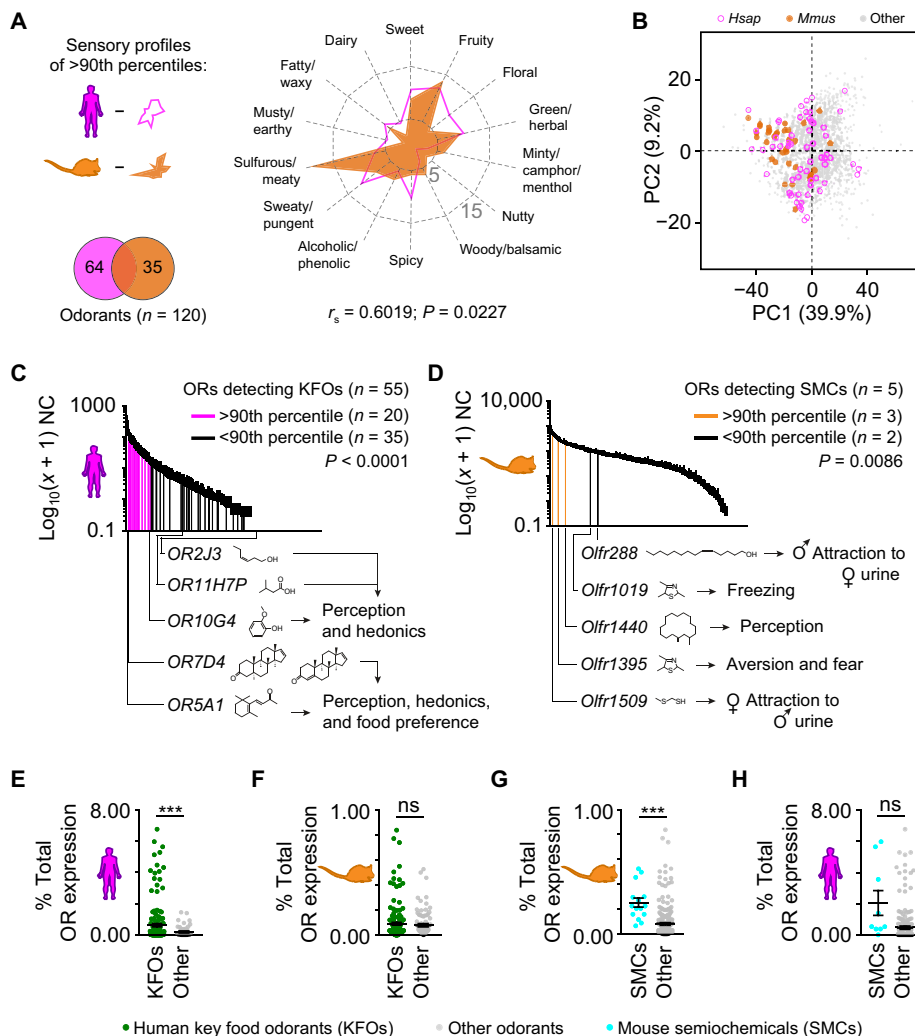 A
Sensory profiles
of >90th percentiles:
64
35
Odorants (n = 120)
Sweet
Fruity
Floral
Green/
herbal
Minty/
camphor/
menthol
Nutty
Woody/balsamic
Spicy
Alcoholic/
phenolic
Sweaty/
pungent
Sulfurous/
meaty
Musty/
earthy
Fatty/
waxy
Dairy
5
15
rs = 0.6019; P = 0.0227
B
Hsap
Mmus
Other
PC2 (9.2%)
20
0
−20
−40
0
40
PC1 (39.9%)
C
ORs detecting KFOs (n = 55)
>90th percentile (n = 20)
<90th percentile (n = 35)
P < 0.0001
Log10(x + 1) NC
1000
0.1
OR2J3
OH
OR11H7P
O
OH
OR10G4
O
OH
Perception
and hedonics
OR7D4
O
O
OR5A1
O
Perception, hedonics,
and food preference
D
ORs detecting SMCs (n = 5)
>90th percentile (n = 3)
<90th percentile (n = 2)
P = 0.0086
Log10(x + 1) NC
10,000
0.1
Olfr288
OH
♂ Attraction to
♀ urine
Olfr1019
N
S
Freezing
Olfr1440
O
Perception
Olfr1395
N
S
Aversion and fear
Olfr1509
S
SH
♀ Attraction to
♂ urine
E
% Total
OR expression
8.00
0.00
***
KFOs
Other
F
% Total
OR expression
1.00
0.00
ns
KFOs
Other
G
% Total
OR expression
1.00
0.00
***
SMCs
Other
H
% Total
OR expression
8.00
0.00
ns
SMCs
Other
Human key food odorants (KFOs)
Other odorants
Mouse semiochemicals (SMCs)